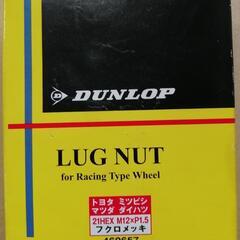 DUNLOP
LUG NUT
for Racing Type Wheel
トヨタ ミツビシ
マツダ ダイハツ
21HEX M12×P1.5
フクロメッキ